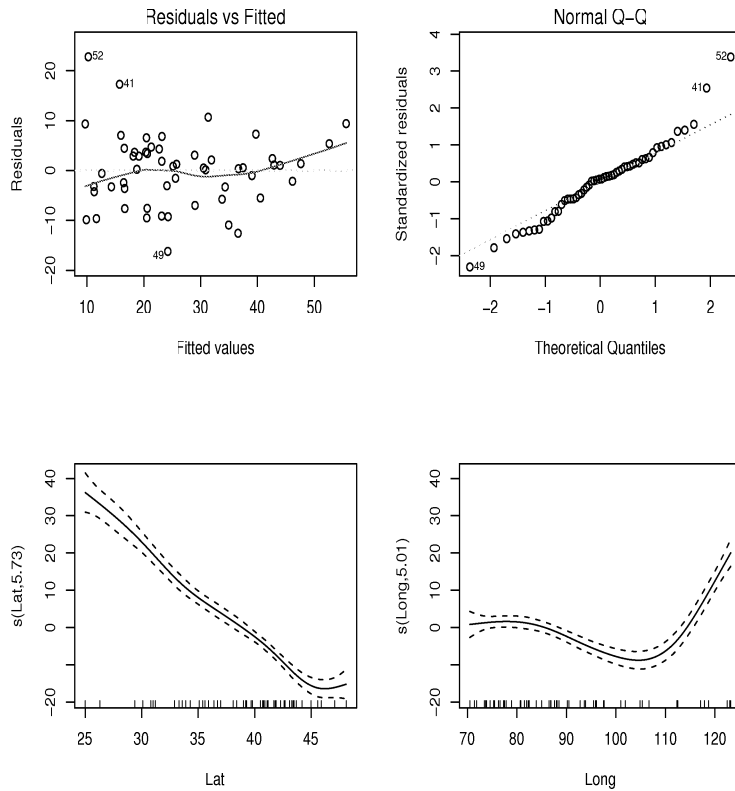 Residuals vs Fitted
Residuals
20
10
0
−10
−20
52
41
49
10 20 30 40 50
Fitted values
Normal Q−Q
Standardized residuals
4
3
2
1
0
−1
−2
52
41
49
−2 −1 0 1 2
Theoretical Quantiles
s(Lat,5.73)
40
30
20
10
0
−20
25 30 35 40 45
Lat
s(Long,5.01)
40
30
20
10
0
−20
70 80 90 100 110 120
Long